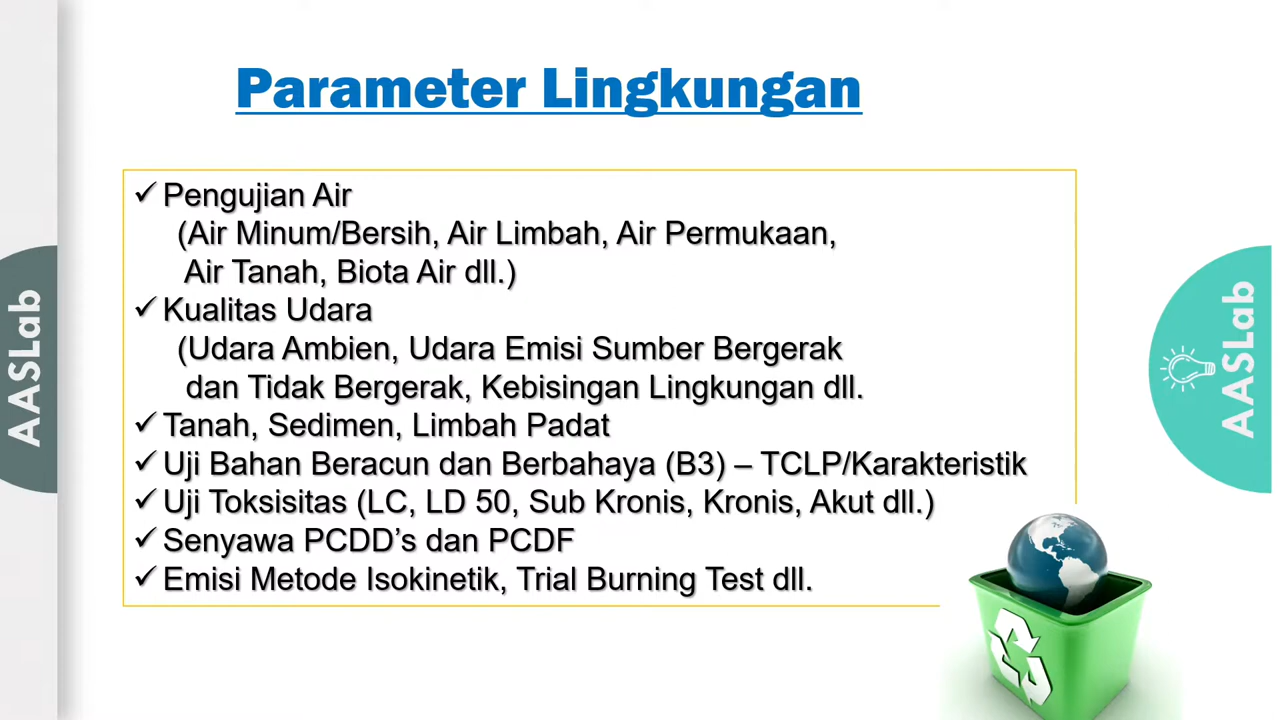 Parameter Lingkungan
✓ Pengujian Air
(Air Minum/Bersih, Air Limbah, Air Permukaan,
Air Tanah, Biota Air dll.)
✓ Kualitas Udara
(Udara Ambien, Udara Emisi Sumber Bergerak
dan Tidak Bergerak, Kebisingan Lingkungan dll.
✓ Tanah, Sedimen, Limbah Padat
✓ Uji Bahan Beracun dan Berbahaya (B3) – TCLP/Karakteristik
✓ Uji Toksisitas (LC, LD 50, Sub Kronis, Kronis, Akut dll.)
✓ Senyawa PCDD’s dan PCDF
✓ Emisi Metode Isokinetik, Trial Burning Test dll.
AASLab
AASLab